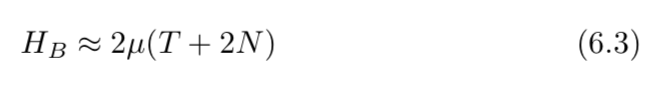 H_B ≈ 2μ(T + 2N) (6.3)